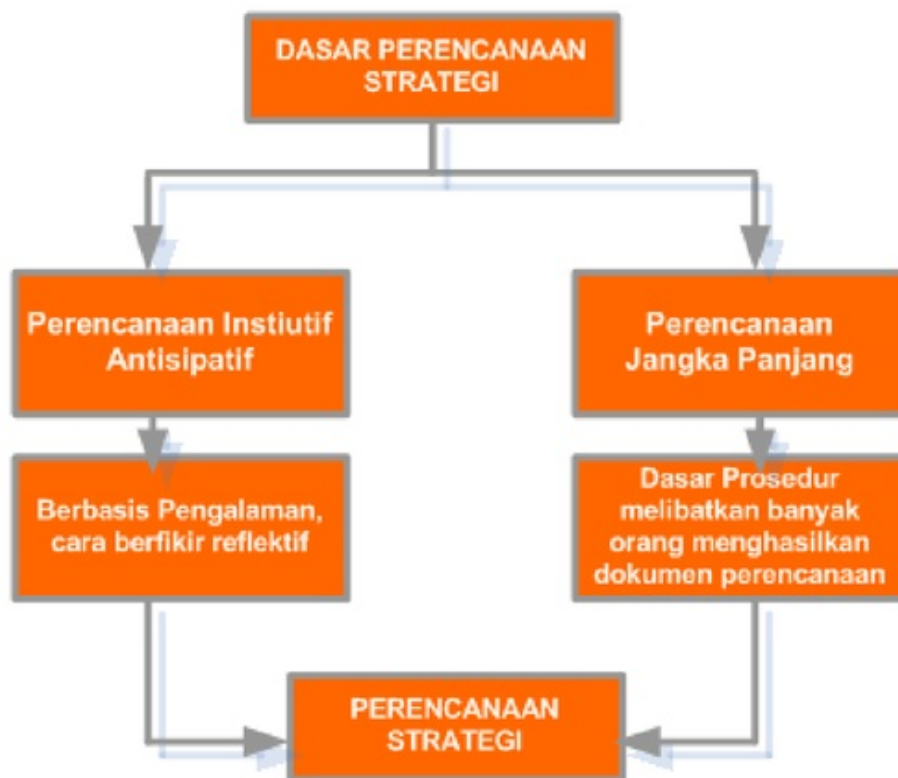 DASAR PERENCANAAN
STRATEGI
Perencanaan Instiutif
Antisipatif
Perencanaan
Jangka Panjang
Berbasis Pengalaman,
cara berfikir reflektif
Dasar Prosedur
melibatkan banyak
orang menghasilkan
dokumen perencanaan
PERENCANAAN
STRATEGI